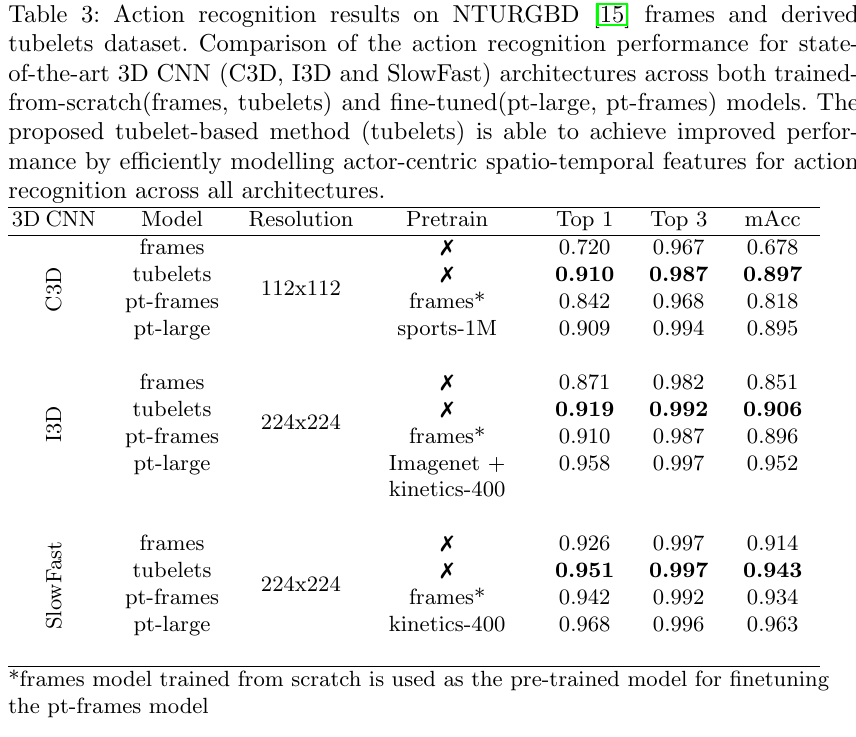 Table 3: Action recognition results on NTURGBD [15] frames and derived
tubelets dataset. Comparison of the action recognition performance for state-
of-the-art 3D CNN (C3D, I3D and SlowFast) architectures across both trained-
from-scratch(frames, tubelets) and fine-tuned(pt-large, pt-frames) models. The
proposed tubelet-based method (tubelets) is able to achieve improved perfor-
mance by efficiently modelling actor-centric spatio-temporal features for action
recognition across all architectures.
3D CNN Model Resolution Pretrain Top 1 Top 3 mAcc
C3D
112x112
frames ✗ 0.720 0.967 0.678
tubelets ✗ 0.910 0.987 0.897
pt-frames frames* 0.842 0.968 0.818
pt-large sports-1M 0.909 0.994 0.895
I3D
224x224
frames ✗ 0.871 0.982 0.851
tubelets ✗ 0.919 0.992 0.906
pt-frames frames* 0.910 0.987 0.896
pt-large Imagenet + 0.958 0.997 0.952
kinetics-400
SlowFast
224x224
frames ✗ 0.926 0.997 0.914
tubelets ✗ 0.951 0.997 0.943
pt-frames frames* 0.942 0.992 0.934
pt-large kinetics-400 0.968 0.996 0.963
*frames model trained from scratch is used as the pre-trained model for finetuning
the pt-frames model